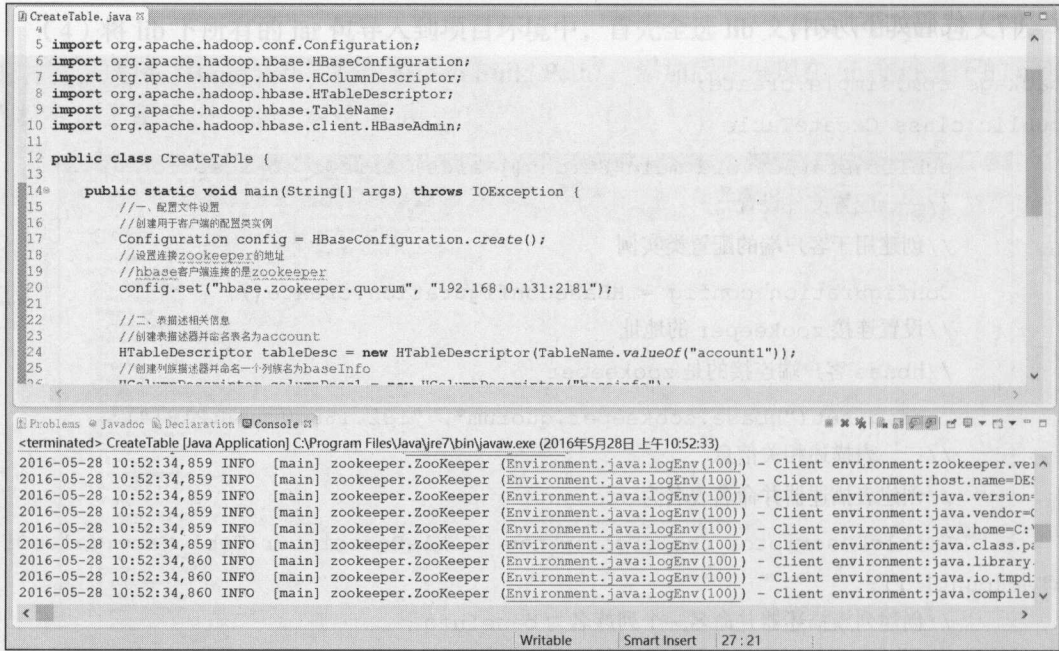 CreateTable.java
4
5 import org.apache.hadoop.conf.Configuration;
6 import org.apache.hadoop.hbase.HBaseConfiguration;
7 import org.apache.hadoop.hbase.HColumnDescriptor;
8 import org.apache.hadoop.hbase.HTableDescriptor;
9 import org.apache.hadoop.hbase.TableName;
10 import org.apache.hadoop.hbase.client.HBaseAdmin;
11
12 public class CreateTable {
13
14 public static void main(String[] args) throws IOException {
15 //一、配置文件设置
16 //创建用于客户端的配置类实例
17 Configuration config = HBaseConfiguration.create();
18 //设置连接zookeeper的地址
19 //hbase客户端连接的是zookeeper
20 config.set("hbase.zookeeper.quorum", "192.168.0.131:2181");
21
22 //二、表描述相关信息
23 //创建表描述器并命名表名为account
24 HTableDescriptor tableDesc = new HTableDescriptor(TableName.valueOf("account1"));
25 //创建列族描述器并命名一个列族名为baseInfo
26 HColumnDescriptor columnDesc1 = new HColumnDescriptor("baseinfo");
Problems @ Javadoc Declaration Console
<terminated> CreateTable [Java Application] C:\Program Files\Java\jre7\bin\javaw.exe (2016年5月28日 上午10:52:33)
2016-05-28 10:52:34,859 INFO [main] zookeeper.ZooKeeper (Environment.java:logEnv(100)) - Client environment:zookeeper.ver
2016-05-28 10:52:34,859 INFO [main] zookeeper.ZooKeeper (Environment.java:logEnv(100)) - Client environment:host.name=DES
2016-05-28 10:52:34,859 INFO [main] zookeeper.ZooKeeper (Environment.java:logEnv(100)) - Client environment:java.version=
2016-05-28 10:52:34,859 INFO [main] zookeeper.ZooKeeper (Environment.java:logEnv(100)) - Client environment:java.vendor=O
2016-05-28 10:52:34,859 INFO [main] zookeeper.ZooKeeper (Environment.java:logEnv(100)) - Client environment:java.home=C:\
2016-05-28 10:52:34,859 INFO [main] zookeeper.ZooKeeper (Environment.java:logEnv(100)) - Client environment:java.class.pa
2016-05-28 10:52:34,860 INFO [main] zookeeper.ZooKeeper (Environment.java:logEnv(100)) - Client environment:java.library.
2016-05-28 10:52:34,860 INFO [main] zookeeper.ZooKeeper (Environment.java:logEnv(100)) - Client environment:java.io.tmpdi
2016-05-28 10:52:34,860 INFO [main] zookeeper.ZooKeeper (Environment.java:logEnv(100)) - Client environment:java.compiler
Writable Smart Insert 27 : 21